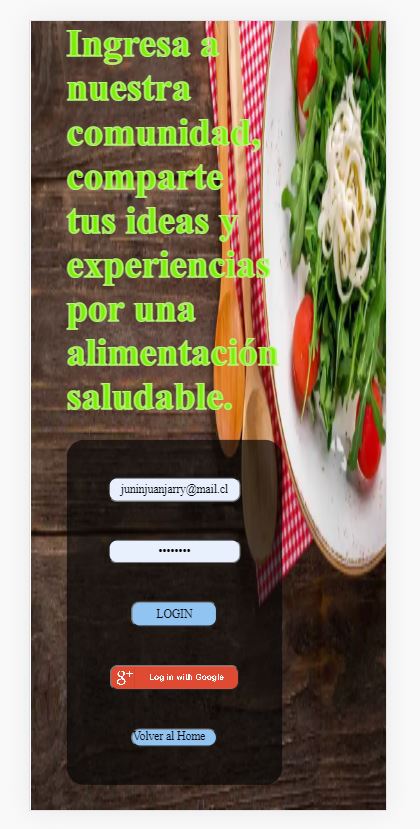 Ingresa a
nuestra
comunidad,
comparte
tus ideas y
experiencias
por una
alimentación
saludable.
juninjuanjarry@mail.cl
••••••••
LOGIN
g+ Log in with Google
Volver al Home